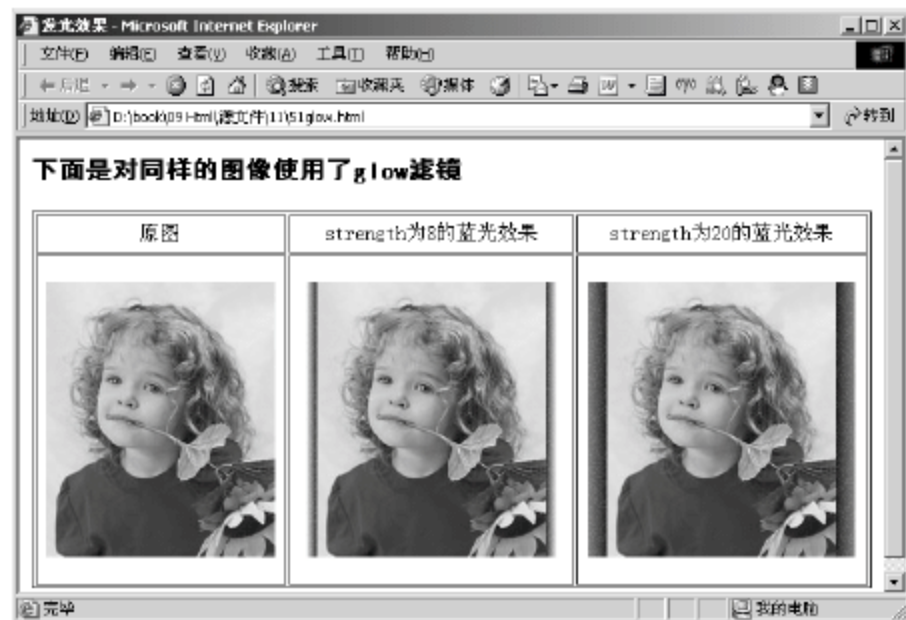 发光效果 - Microsoft Internet Explorer
文件(F) 编辑(E) 查看(V) 收藏(A) 工具(T) 帮助(H)
后退 搜索 收藏夹 媒体
地址(D) D:\book\09 Html\源文件\11\51glow.html 转到
下面是对同样的图像使用了glow滤镜
原图 strength为8的蓝光效果 strength为20的蓝光效果
完毕 我的电脑